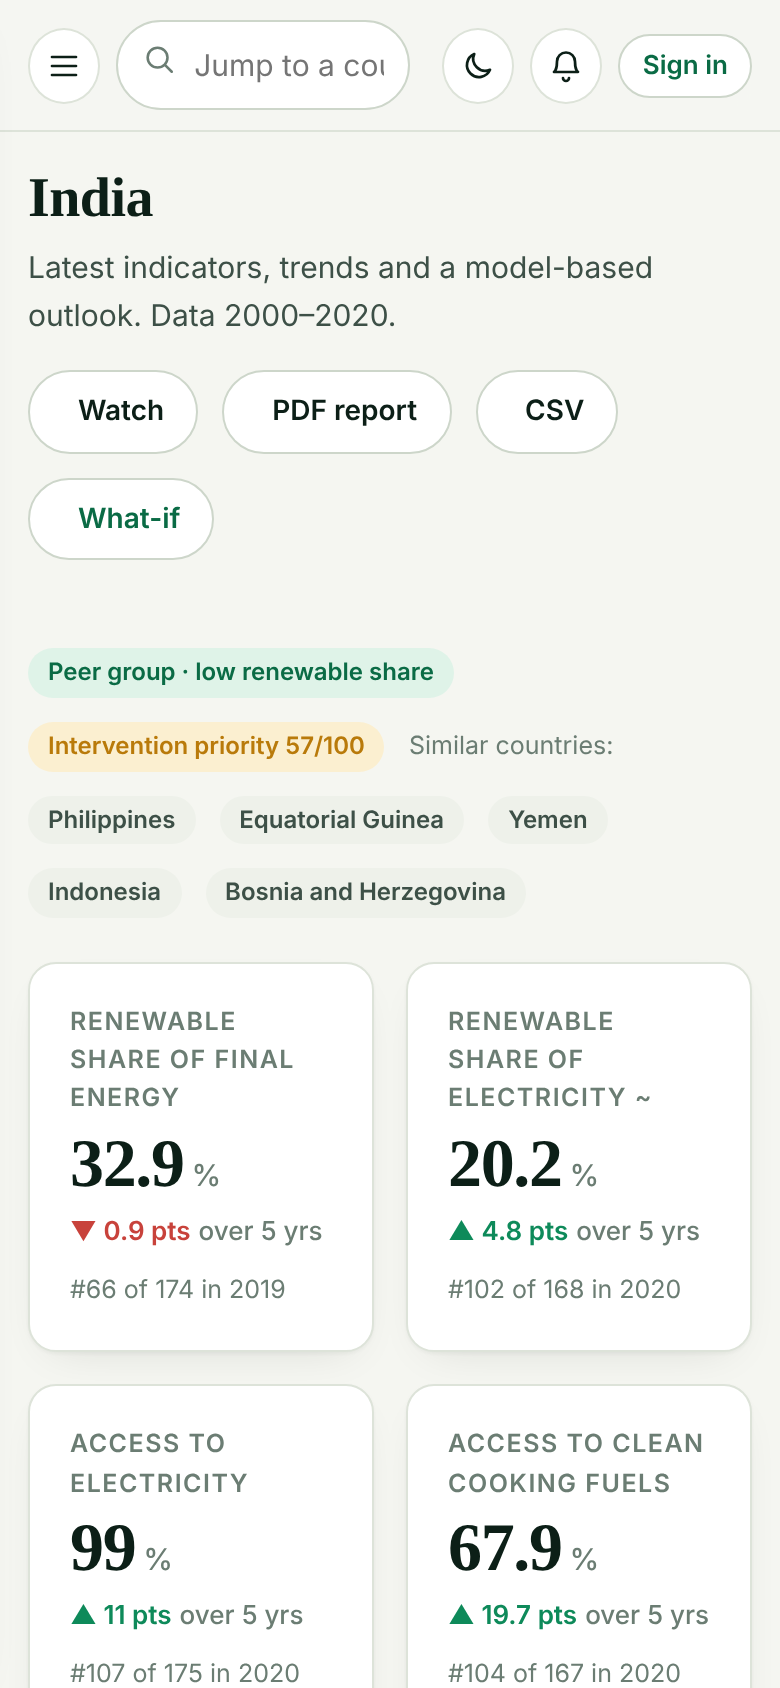 Jump to a cou
Sign in
India
Latest indicators, trends and a model-based
outlook. Data 2000–2020.
Watch
PDF report
CSV
What-if
Peer group · low renewable share
Intervention priority 57/100
Similar countries:
Philippines
Equatorial Guinea
Yemen
Indonesia
Bosnia and Herzegovina
RENEWABLE
SHARE OF FINAL
ENERGY
32.9 %
▼ 0.9 pts over 5 yrs
#66 of 174 in 2019
RENEWABLE
SHARE OF
ELECTRICITY ~
20.2 %
▲ 4.8 pts over 5 yrs
#102 of 168 in 2020
ACCESS TO
ELECTRICITY
99 %
▲ 11 pts over 5 yrs
#107 of 175 in 2020
ACCESS TO CLEAN
COOKING FUELS
67.9 %
▲ 19.7 pts over 5 yrs
#104 of 167 in 2020